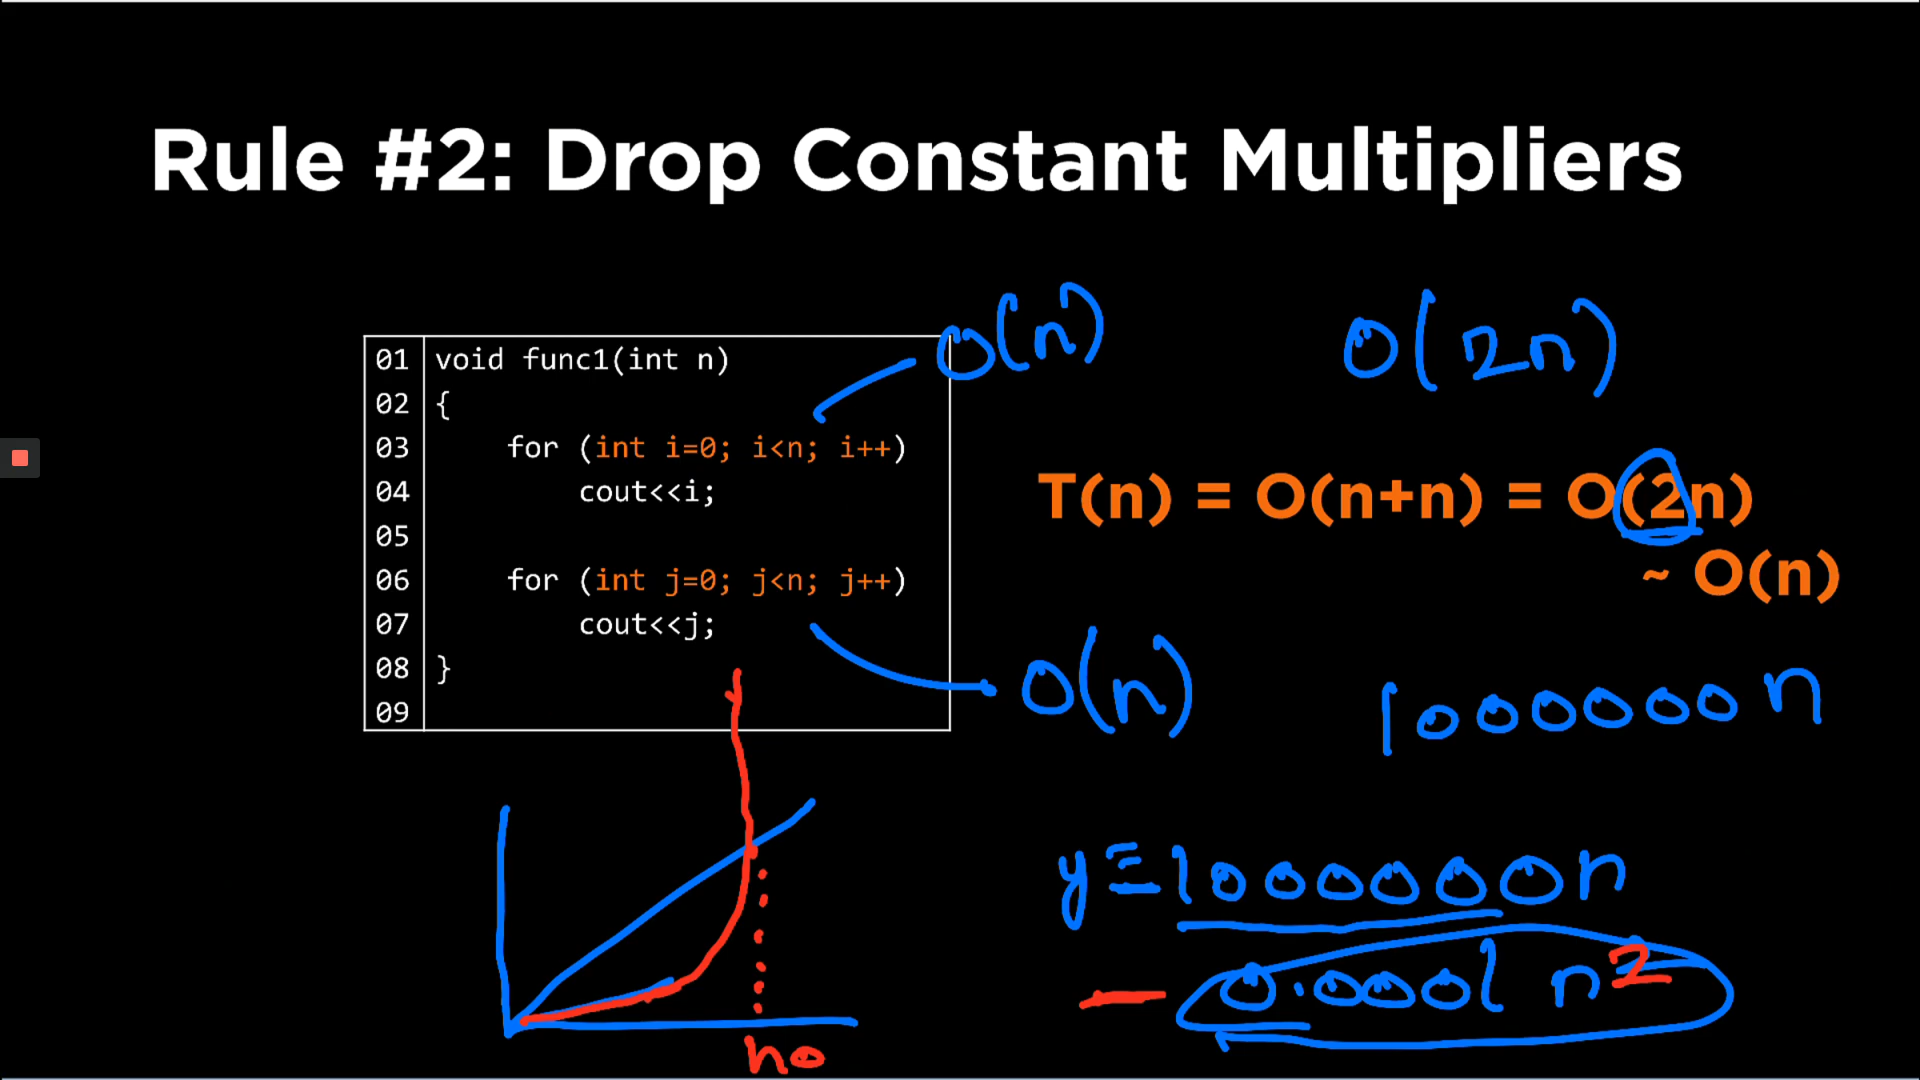 Rule #2: Drop Constant Multipliers
O(n)
O(2n)
01 void func1(int n)
02 {
03 for (int i=0; i<n; i++)
04 cout<<i;
05
06 for (int j=0; j<n; j++)
07 cout<<j;
08 }
09
T(n) = O(n+n) = O(2n)
~ O(n)
O(n)
1000000n
y=1000000n
0.0001 n²
no